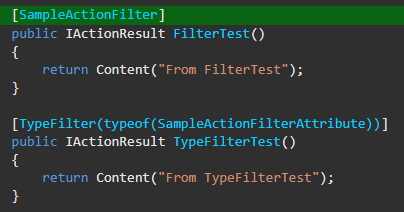 [SampleActionFilter]
public IActionResult FilterTest()
{
    return Content("From FilterTest");
}

[TypeFilter(typeof(SampleActionFilterAttribute))]
public IActionResult TypeFilterTest()
{
    return Content("From TypeFilterTest");
}